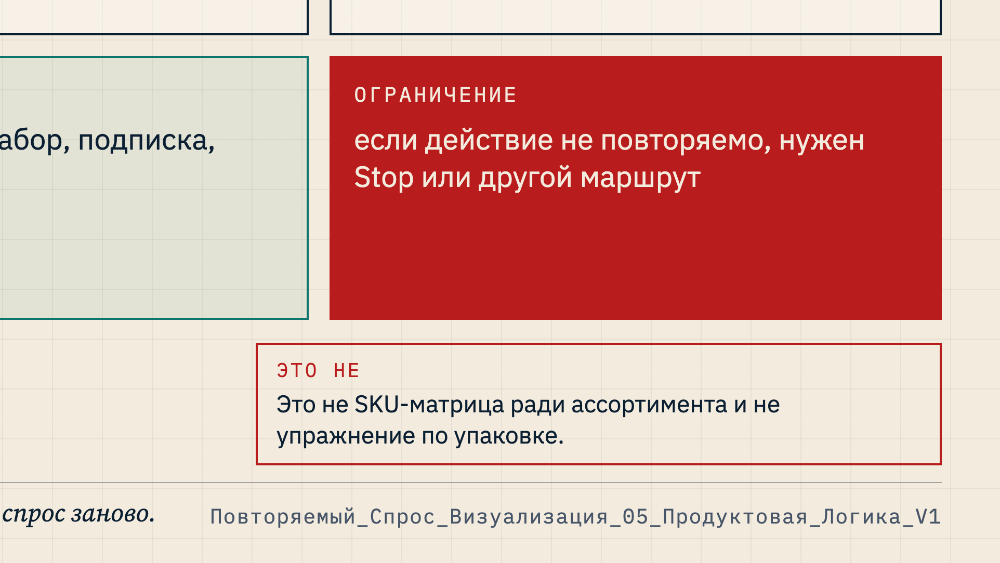 абор, подписка,
ОГРАНИЧЕНИЕ
если действие не повторяемо, нужен
Stop или другой маршрут
ЭТО НЕ
Это не SKU-матрица ради ассортимента и не
упражнение по упаковке.
спрос заново.
Повторяемый_Спрос_Визуализация_05_Продуктовая_Логика_V1